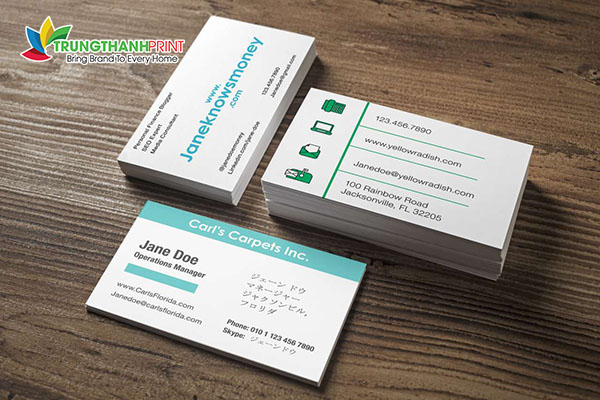 TRUNGTHANHPRINT
Bring Brand To Every Home
Personal Finance Blogger
SEO Expert
Media Consultant
www.
Janeknowsmoney
.com
@janedoemoney
Linkedin.com/jane-doe
123.456.7890
Janedoe@gmail.com
123.456.7890
www.yellowradish.com
Janedoe@yellowradish.com
100 Rainbow Road
Jacksonville, FL 32205
Carl's Carpets Inc.
Jane Doe
Operations Manager
www.CarlsFlorida.com
Janedoe@carlsflorida.com
ジェーン ドウ
マネージャー
ジャクソンビル,
フロリダ
Phone: 010 1 123 456 7890
Skype: ジェーンドウ